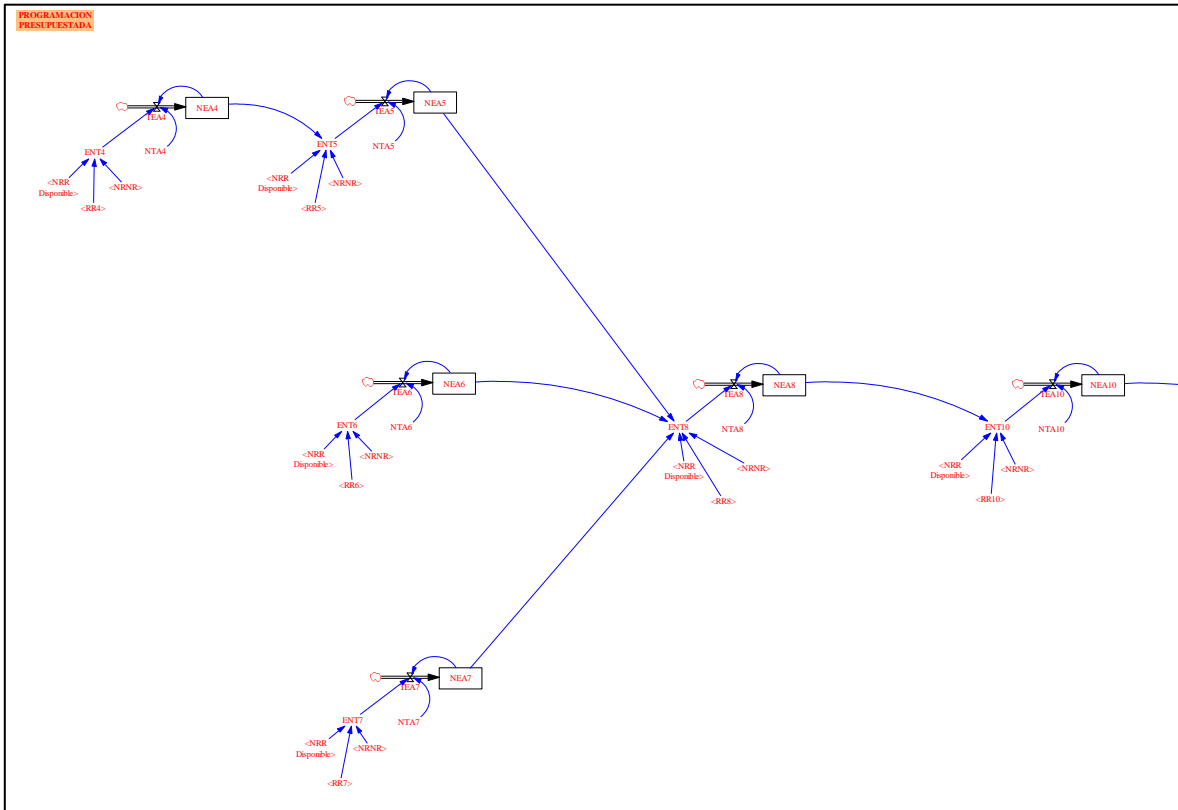 PROGRAMACION
PRESUPUESTADA
TEA4
NEA4
NTA4
ENT4
<NRR
Disponible>
<NRNR>
<RR4>
TEA5
NEA5
NTA5
ENT5
<NRR
Disponible>
<NRNR>
<RR5>
TEA6
NEA6
NTA6
ENT6
<NRR
Disponible>
<NRNR>
<RR6>
TEA8
NEA8
NTA8
ENT8
<NRR
Disponible>
<NRNR>
<RR8>
TEA10
NEA10
NTA10
ENT10
<NRR
Disponible>
<NRNR>
<RR10>
TEA7
NEA7
NTA7
ENT7
<NRR
Disponible>
<NRNR>
<RR7>